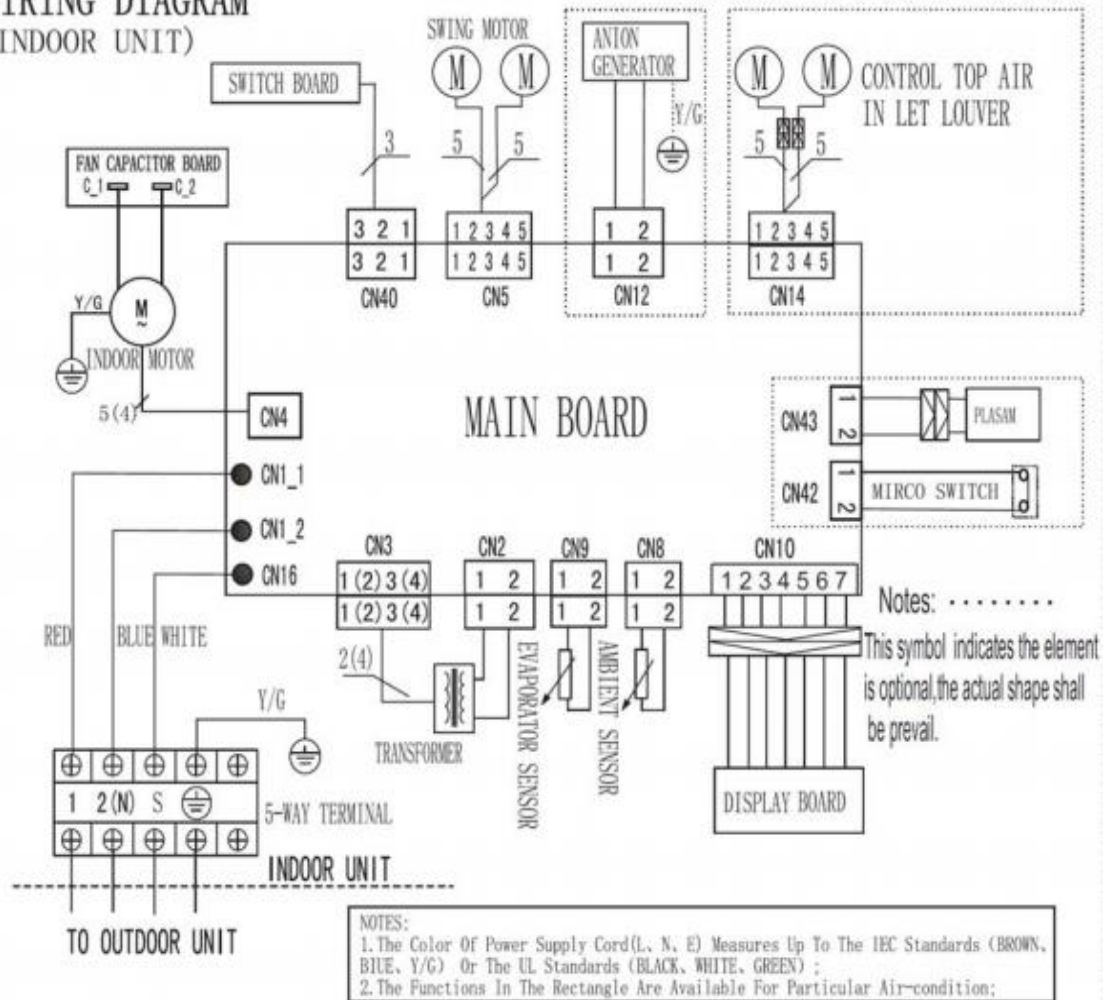 WIRING DIAGRAM
INDOOR UNIT)
SWITCH BOARD
SWING MOTOR
M M
ANION
GENERATOR
Y/G
M M
CONTROL TOP AIR
IN LET LOUVER
3
5 5
5 5
FAN CAPACITOR BOARD
C_1 C_2
3 2 1
3 2 1
CN40
1 2 3 4 5
1 2 3 4 5
CN5
1 2
1 2
CN12
1 2 3 4 5
1 2 3 4 5
CN14
Y/G
M
~
INDOOR MOTOR
5(4)
CN4
MAIN BOARD
CN43
1
2
PLASAM
CN42
1
2
MIRCO SWITCH
CN1_1
CN1_2
CN16
CN3
1(2)3(4)
1(2)3(4)
CN2
1 2
1 2
CN9
1 2
1 2
CN8
1 2
1 2
CN10
1 2 3 4 5 6 7
Notes: ········
This symbol indicates the element
is optional,the actual shape shall
be prevail.
RED
BLUE
WHITE
Y/G
2(4)
TRANSFORMER
EVAPORATOR SENSOR
AMBIENT SENSOR
DISPLAY BOARD
1 2(N) S
5-WAY TERMINAL
INDOOR UNIT
TO OUTDOOR UNIT
NOTES:
1.The Color Of Power Supply Cord(L、N、E) Measures Up To The IEC Standards (BROWN、
BIUE、Y/G) Or The UL Standards (BLACK、WHITE、GREEN) ;
2.The Functions In The Rectangle Are Available For Particular Air-condition;